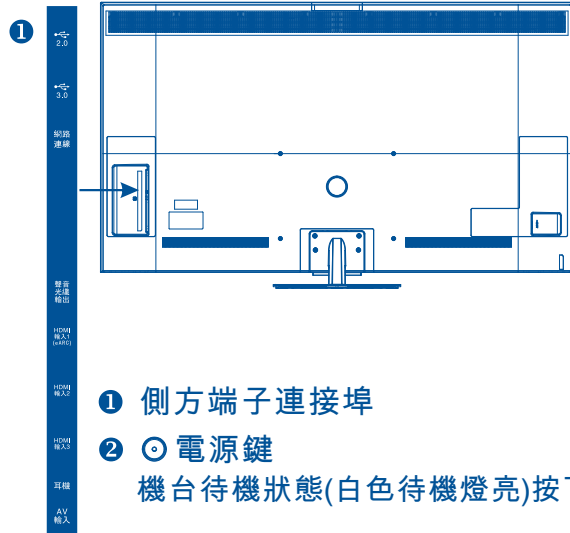 ❶
2.0
3.0
網路
連線
聲音
光纖
輸出
HDMI
輸入1
(eARC)
HDMI
輸入2
HDMI
輸入3
耳機
AV
輸入
❶ 側方端子連接埠
❷ ⊙電源鍵
機台待機狀態(白色待機燈亮)按